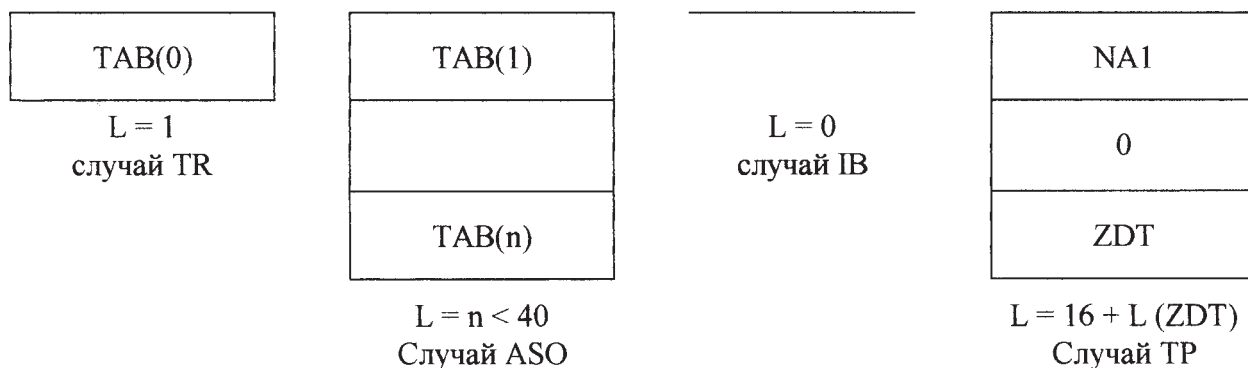 TAB(0)
L = 1
случай TR
TAB(1)
TAB(n)
L = n < 40
Случай ASO
L = 0
случай IB
NA1
0
ZDT
L = 16 + L (ZDT)
Случай TP